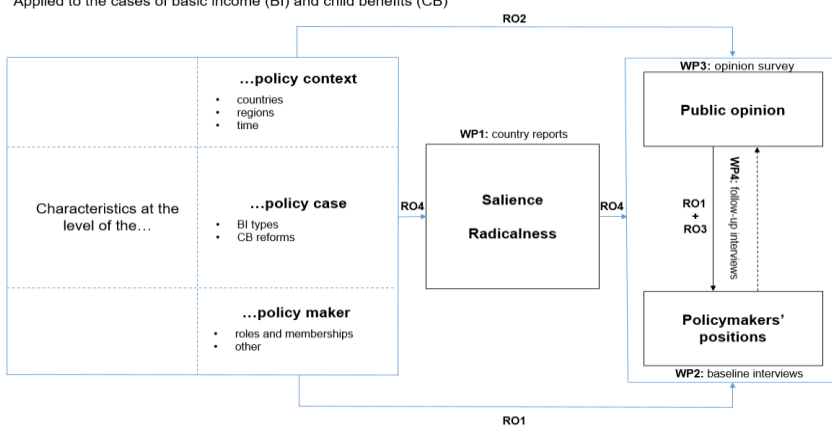 Applied to the cases of basic income (BI) and child benefits (CB)
RO2
…policy context
• countries
• regions
• time
Characteristics at the
level of the…
…policy case
• BI types
• CB reforms
…policy maker
• roles and memberships
• other
RO4
WP1: country reports
Salience
Radicalness
RO4
WP3: opinion survey
Public opinion
RO1
+
RO3
WP4: follow-up interviews
Policymakers'
positions
WP2: baseline interviews
RO1